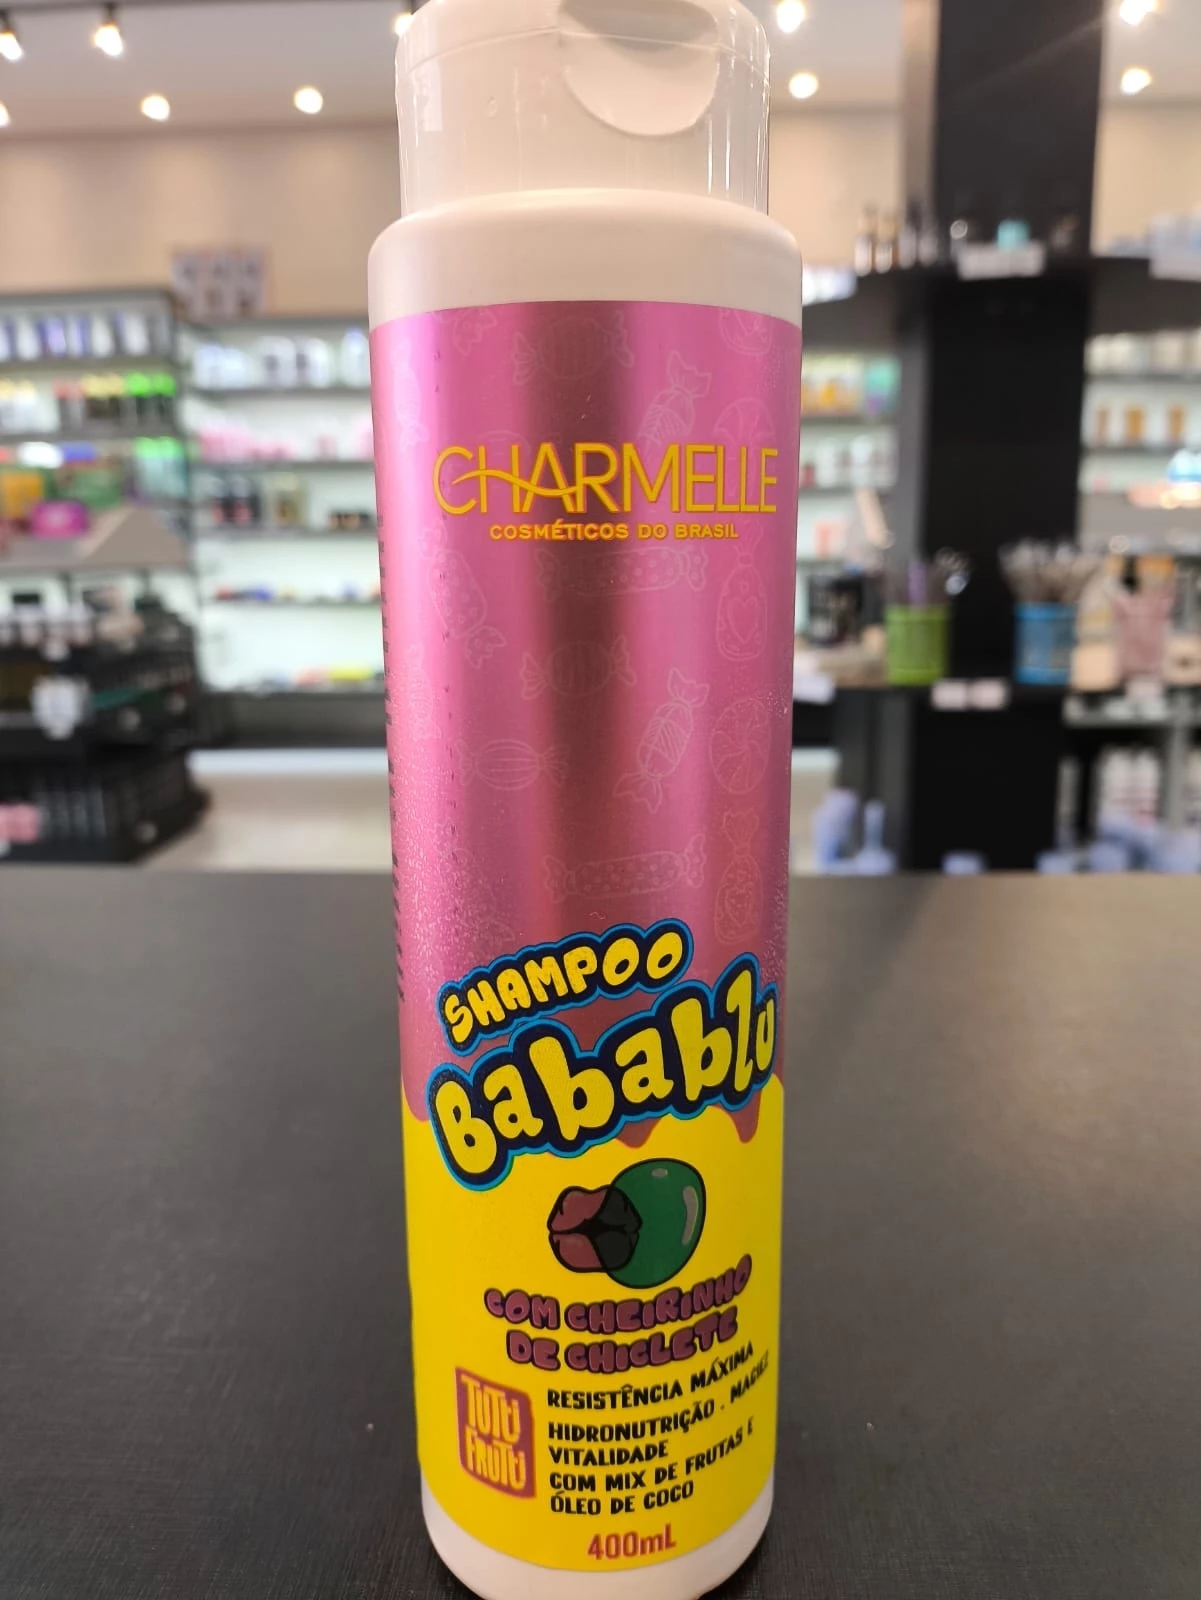 CHARMELLE
COSMÉTICOS DO BRASIL
SHAMPOO
Babablu
COM CHEIRINHO
DE CHICLETE
TUTTI
FRUTTI
RESISTÊNCIA MÁXIMA
HIDRONUTRIÇÃO . MACIEZ
VITALIDADE
COM MIX DE FRUTAS E
ÓLEO DE COCO
400mL